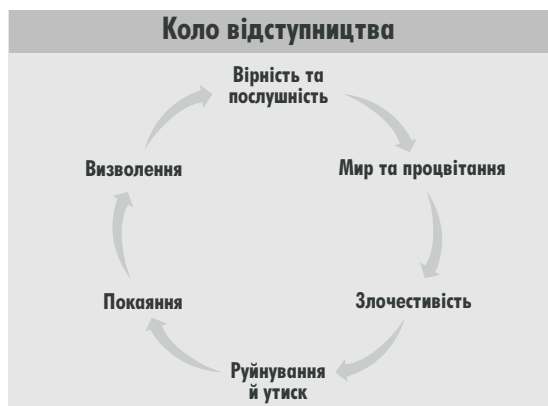 Коло відступництва
Вірність та
послушність
Мир та процвітання
Злочестивість
Руйнування
й утиск
Покаяння
Визволення